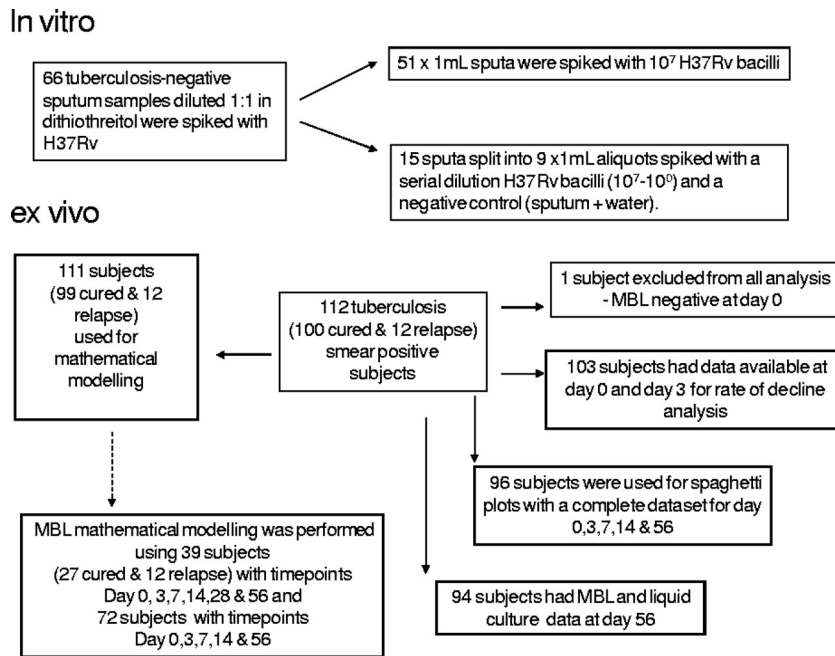 In vitro
66 tuberculosis-negative
sputum samples diluted 1:1 in
dithiothreitol were spiked with
H37Rv
51 x 1mL sputa were spiked with 10⁷ H37Rv bacilli
15 sputa split into 9 x1mL aliquots spiked with a
serial dilution H37Rv bacilli (10⁷-10⁰) and a
negative control (sputum + water).
ex vivo
111 subjects
(99 cured & 12
relapse)
used for
mathematical
modelling
112 tuberculosis
(100 cured & 12 relapse)
smear positive
subjects
1 subject excluded from all analysis
- MBL negative at day 0
103 subjects had data available at
day 0 and day 3 for rate of decline
analysis
96 subjects were used for spaghetti
plots with a complete dataset for day
0,3,7,14 & 56
MBL mathematical modelling was performed
using 39 subjects
(27 cured & 12 relapse) with timepoints
Day 0, 3,7,14,28 & 56 and
72 subjects with timepoints
Day 0,3,7,14 & 56
94 subjects had MBL and liquid
culture data at day 56